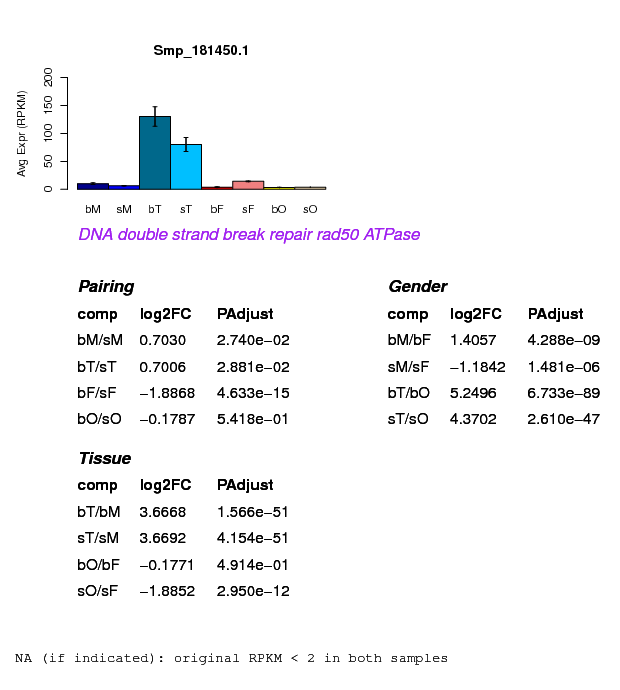 Smp_181450.1
Avg Expr (RPKM)
200
150
100
50
0
bM sM bT sT bF sF bO sO
DNA double strand break repair rad50 ATPase
Pairing
comp log2FC PAdjust
bM/sM 0.7030 2.740e−02
bT/sT 0.7006 2.881e−02
bF/sF −1.8868 4.633e−15
bO/sO −0.1787 5.418e−01
Gender
comp log2FC PAdjust
bM/bF 1.4057 4.288e−09
sM/sF −1.1842 1.481e−06
bT/bO 5.2496 6.733e−89
sT/sO 4.3702 2.610e−47
Tissue
comp log2FC PAdjust
bT/bM 3.6668 1.566e−51
sT/sM 3.6692 4.154e−51
bO/bF −0.1771 4.914e−01
sO/sF −1.8852 2.950e−12
NA (if indicated): original RPKM < 2 in both samples